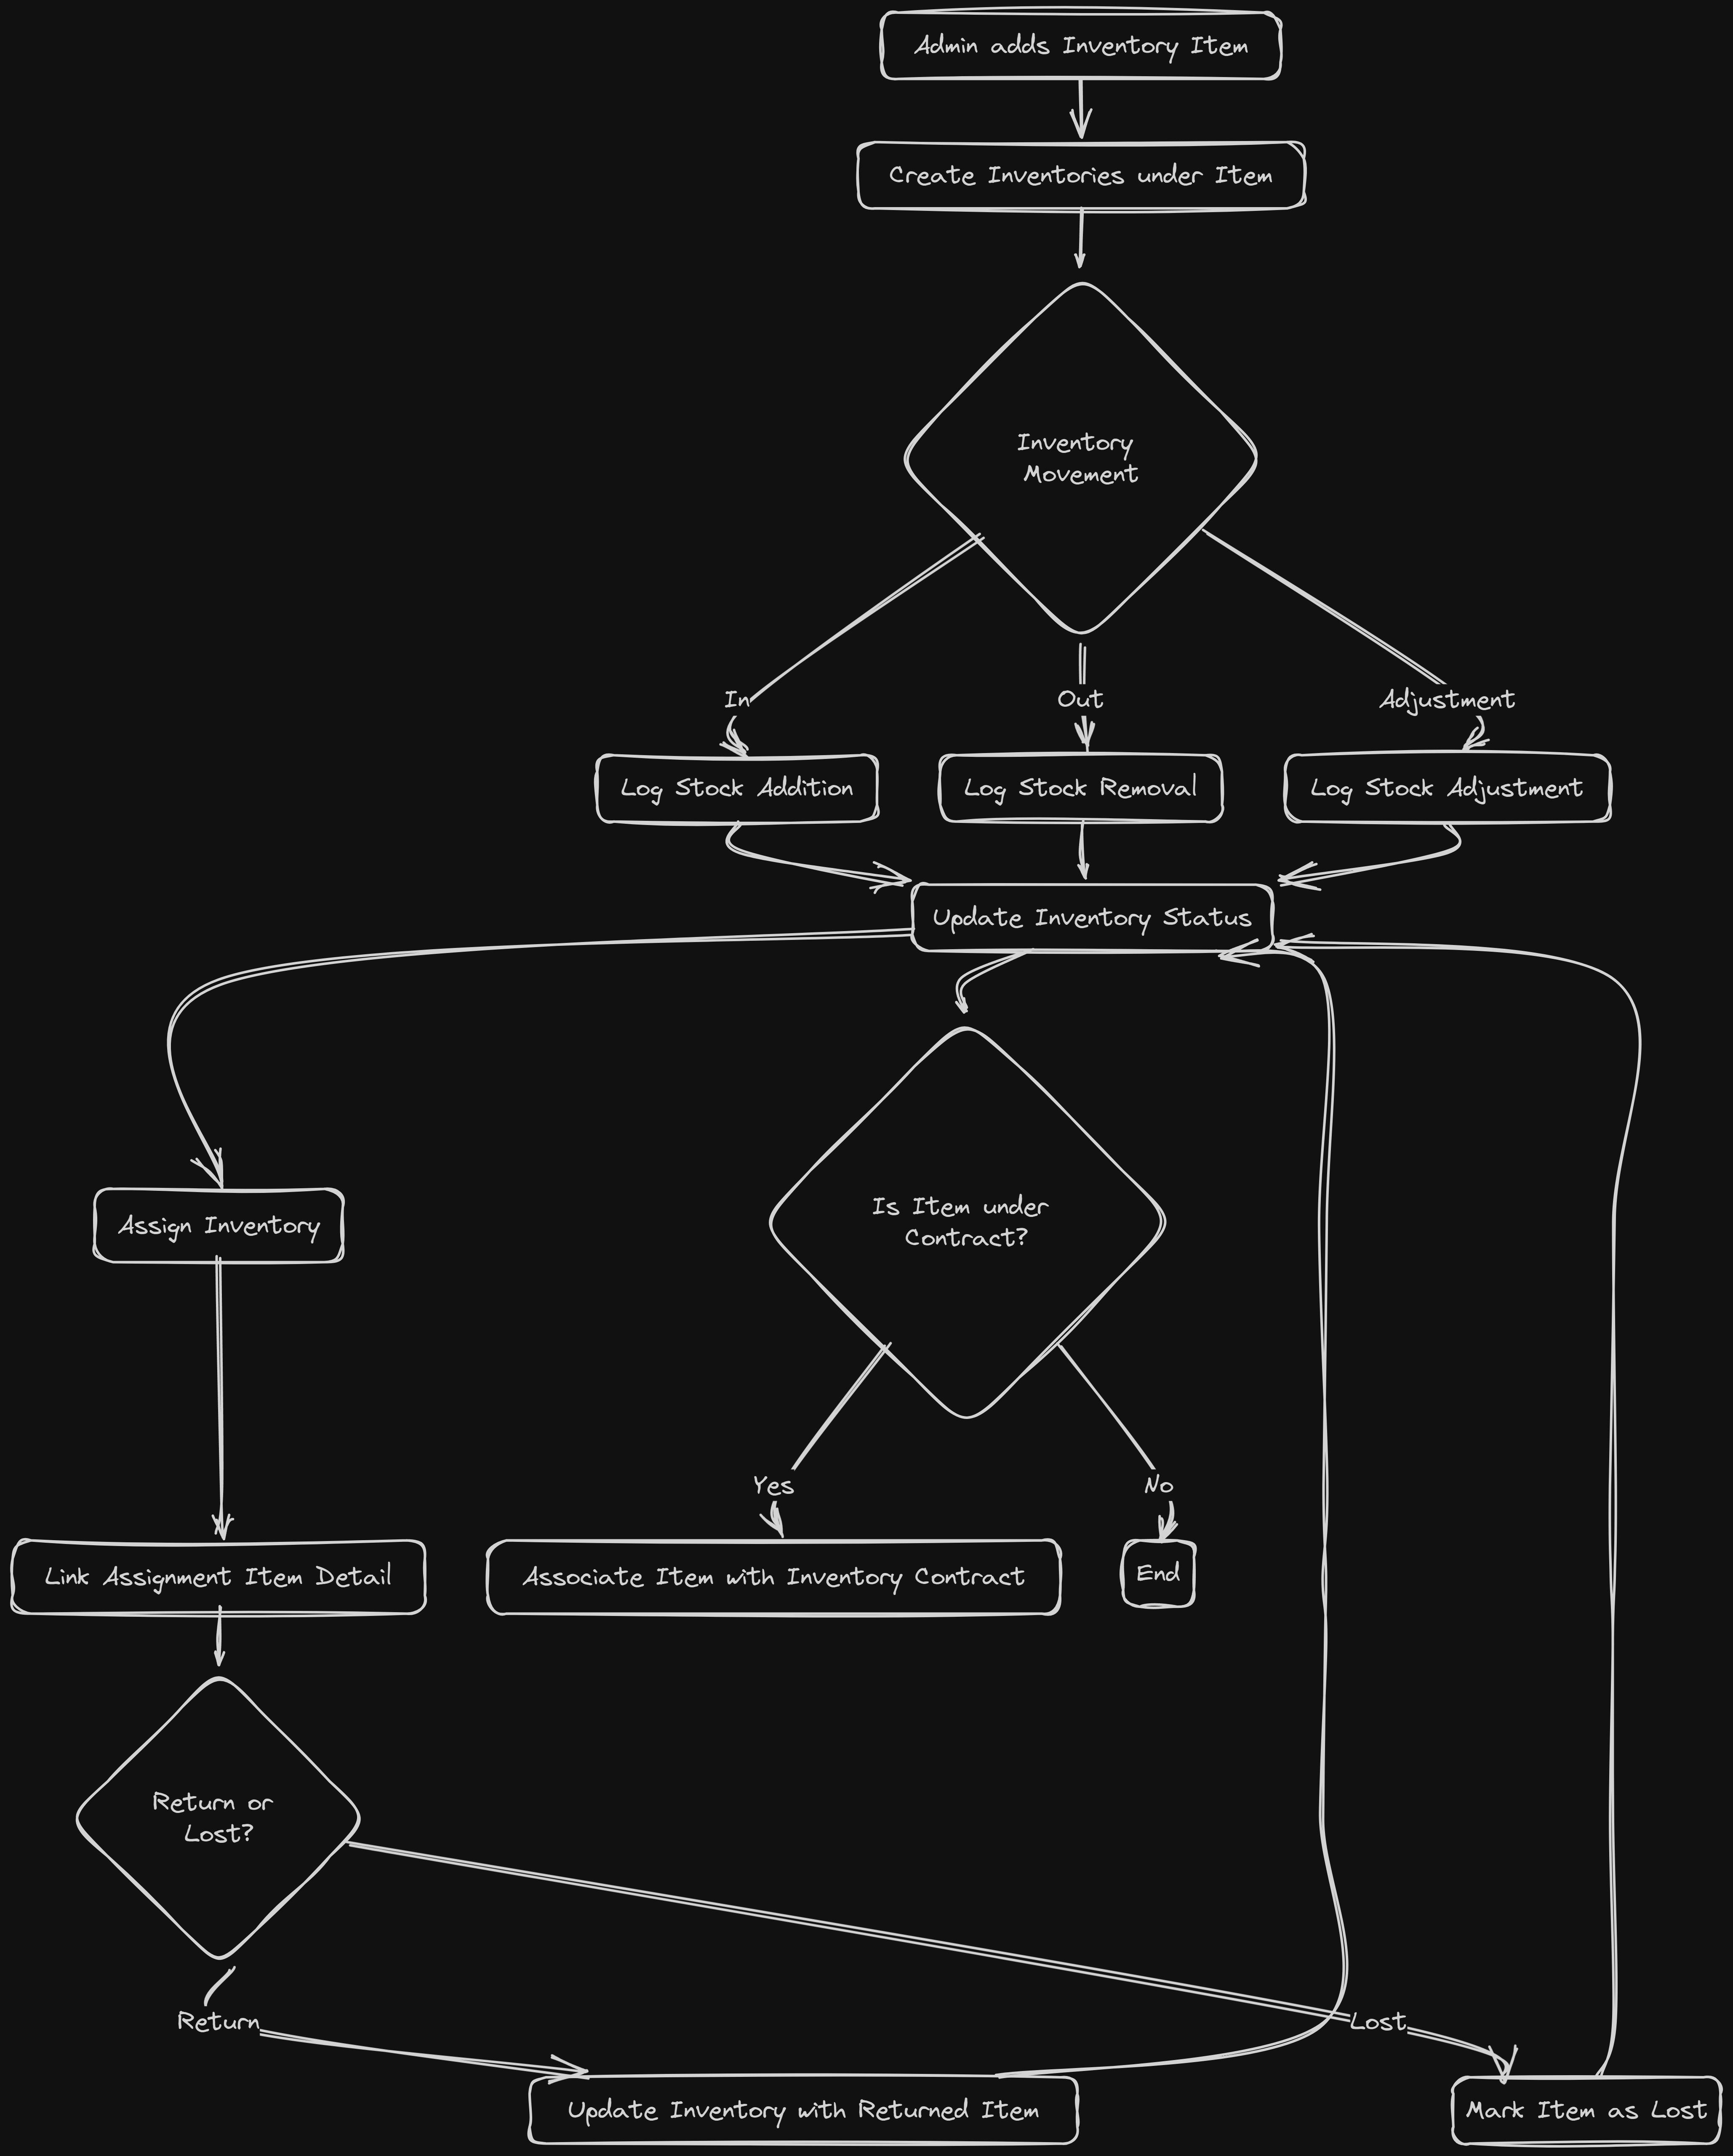 Admin adds Inventory Item
Create Inventories under Item
Inventory
Movement
In
Out
Adjustment
Log Stock Addition
Log Stock Removal
Log Stock Adjustment
Update Inventory Status
Is Item under
Contract?
Assign Inventory
Yes
No
Link Assignment Item Detail
Associate Item with Inventory Contract
End
Return or
Lost?
Return
Lost
Update Inventory with Returned Item
Mark Item as Lost